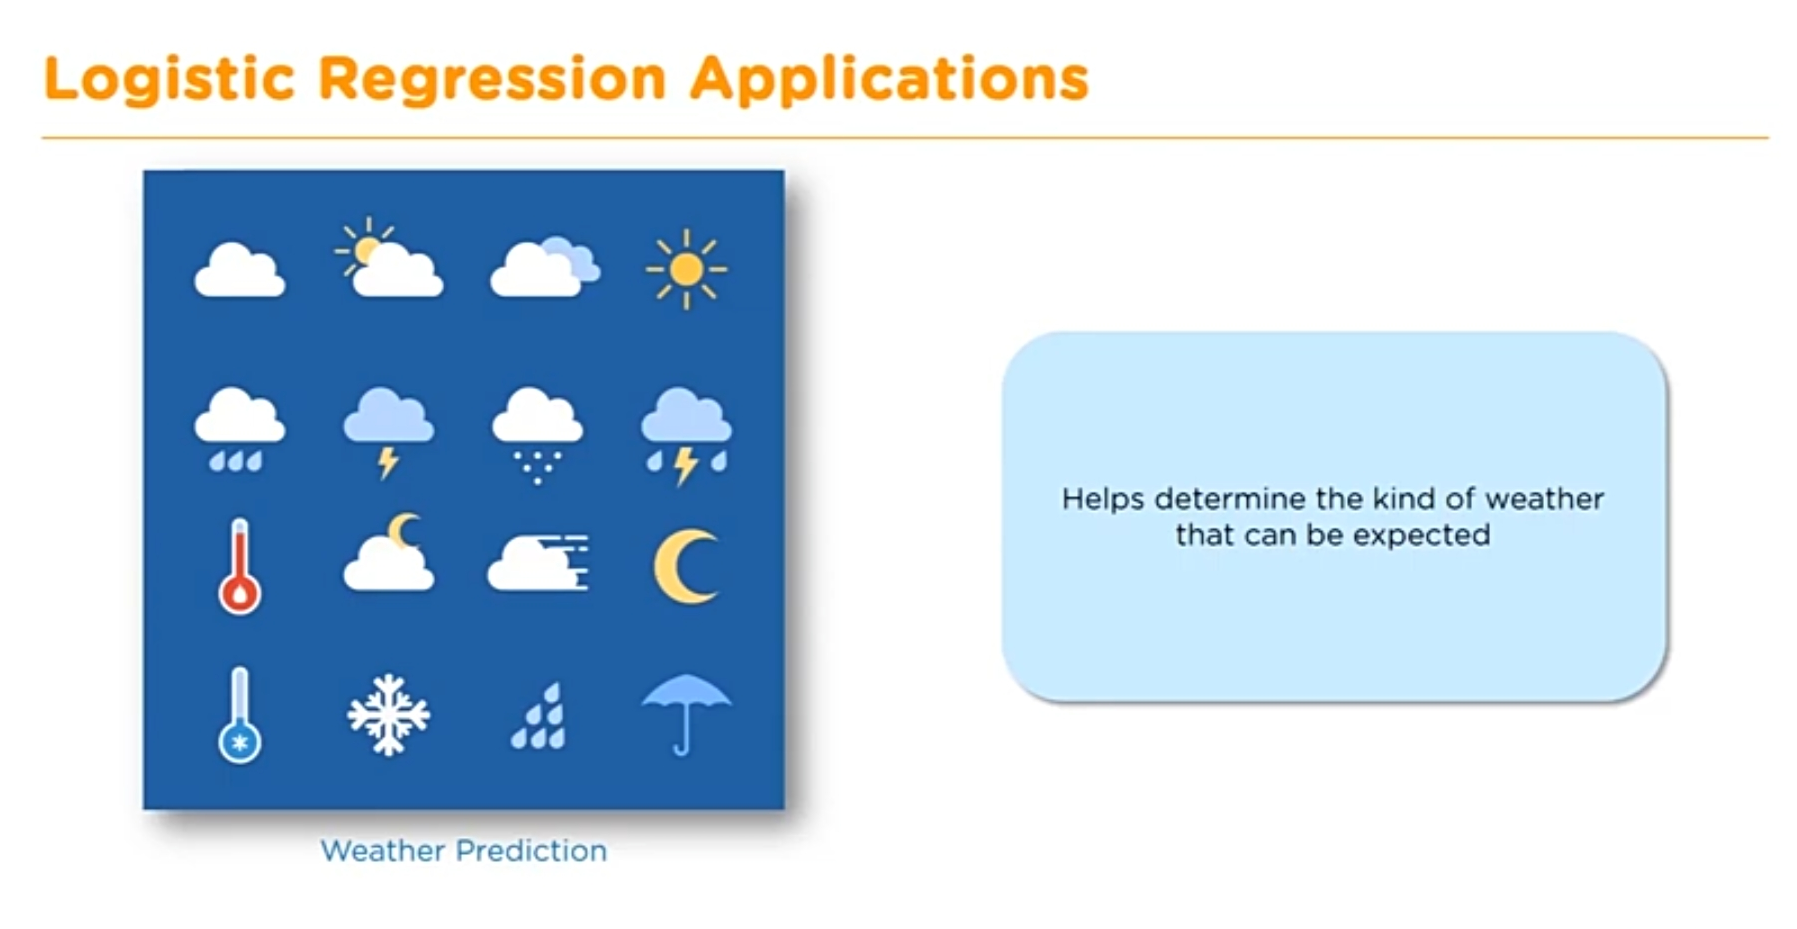 Logistic Regression Applications
Helps determine the kind of weather
that can be expected
Weather Prediction